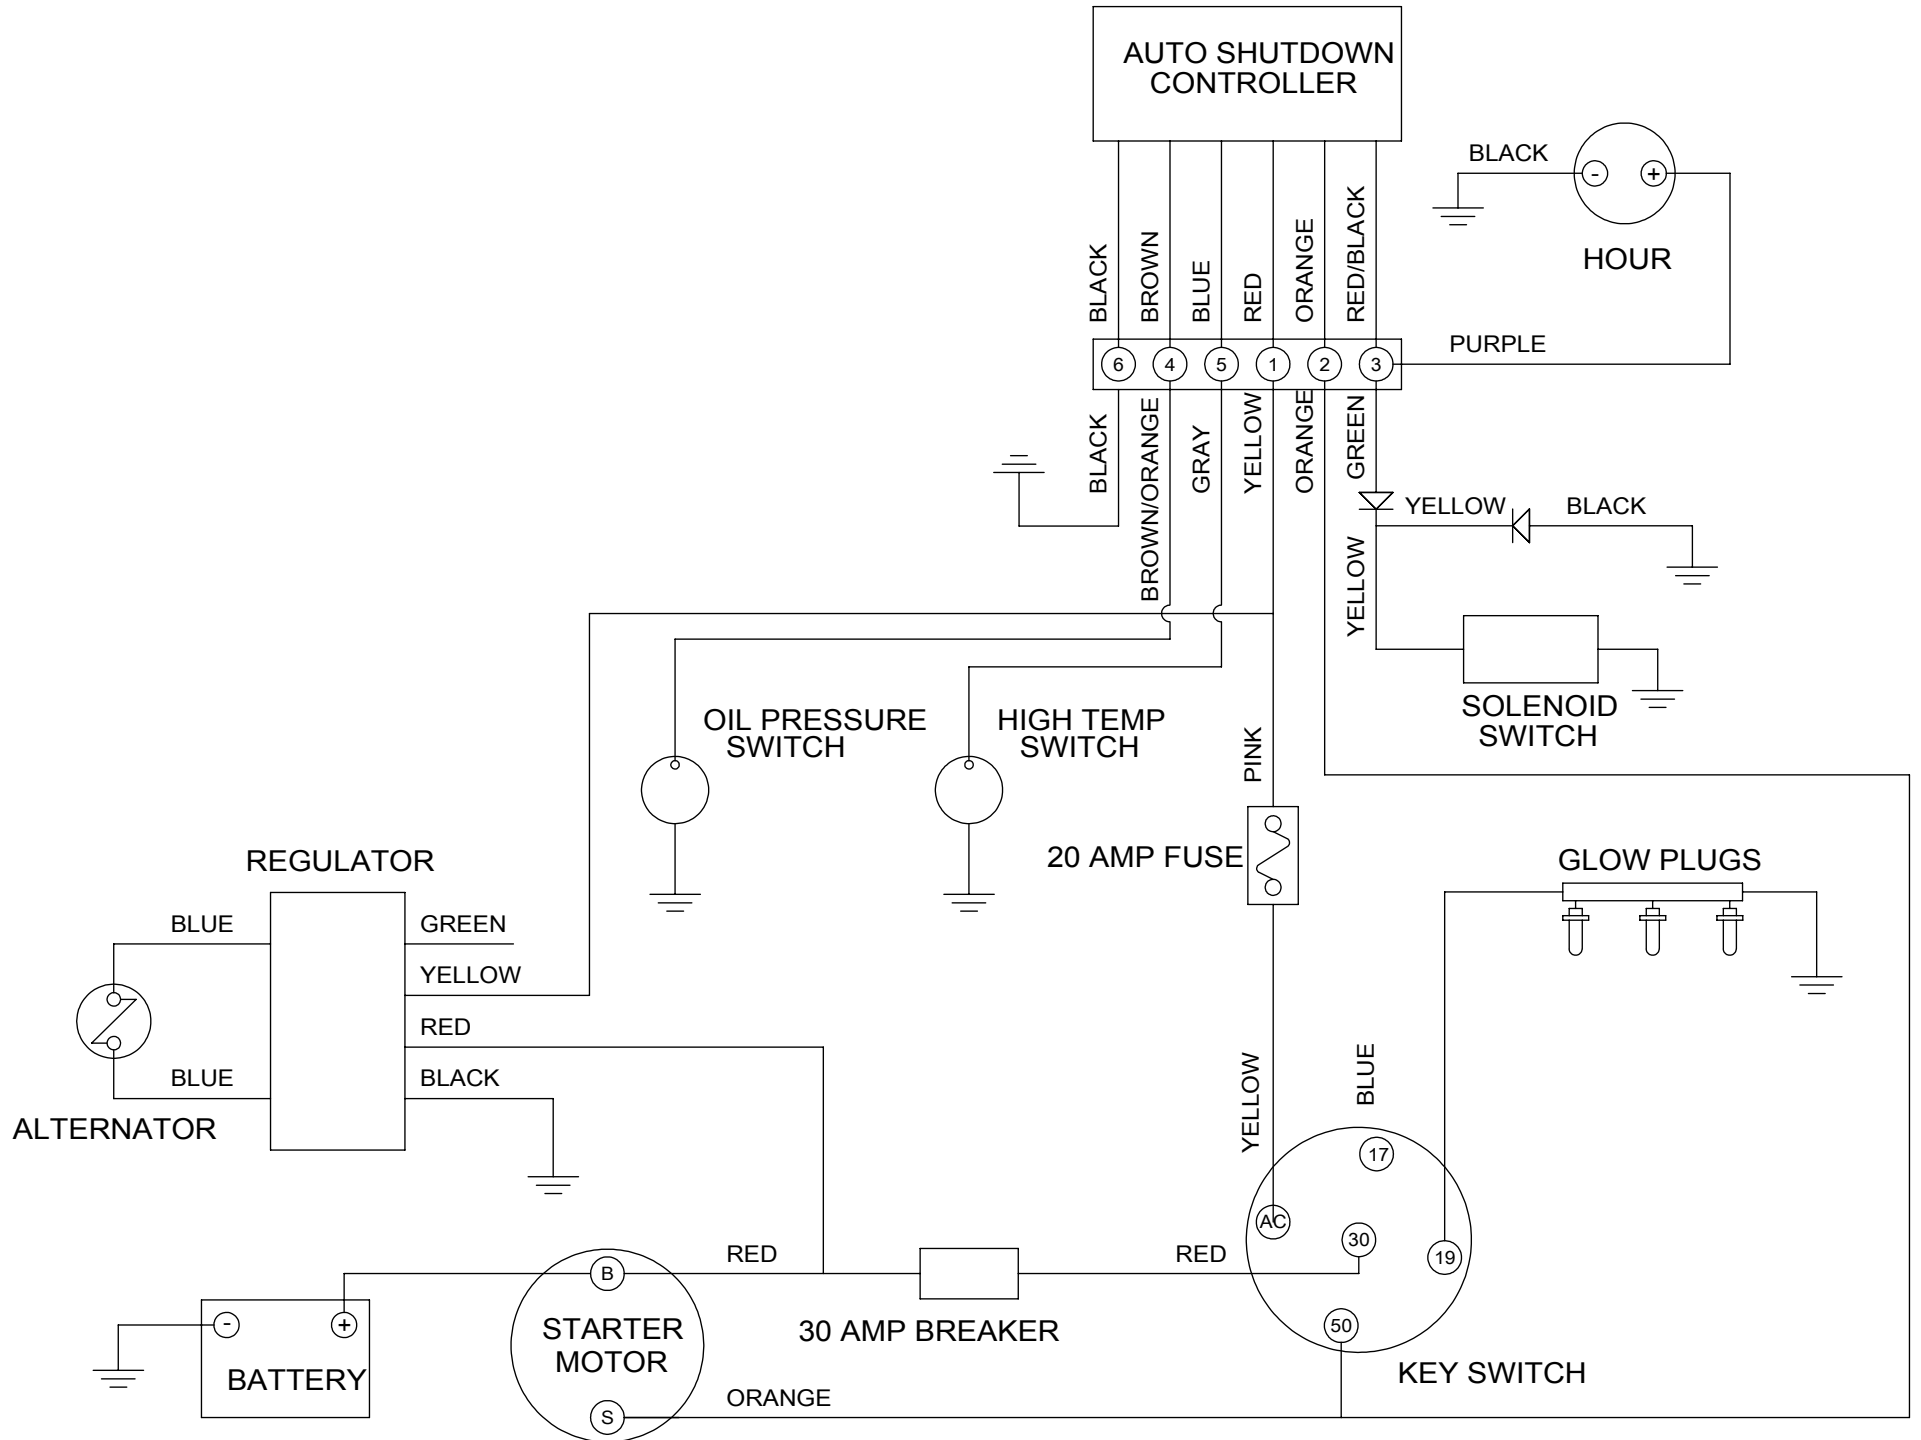 AUTO SHUTDOWN
CONTROLLER
BLACK
- +
HOUR
BLACK
BROWN
BLUE
RED
ORANGE
RED/BLACK
PURPLE
6 4 5 1 2 3
BLACK
BROWN/ORANGE
GRAY
YELLOW
ORANGE
GREEN
YELLOW
BLACK
YELLOW
SOLENOID
SWITCH
OIL PRESSURE
SWITCH
HIGH TEMP
SWITCH
PINK
20 AMP FUSE
GLOW PLUGS
REGULATOR
BLUE
GREEN
YELLOW
RED
BLUE
BLACK
ALTERNATOR
YELLOW
BLUE
17
AC
30
19
50
KEY SWITCH
RED
RED
30 AMP BREAKER
B
STARTER
MOTOR
S
ORANGE
- +
BATTERY